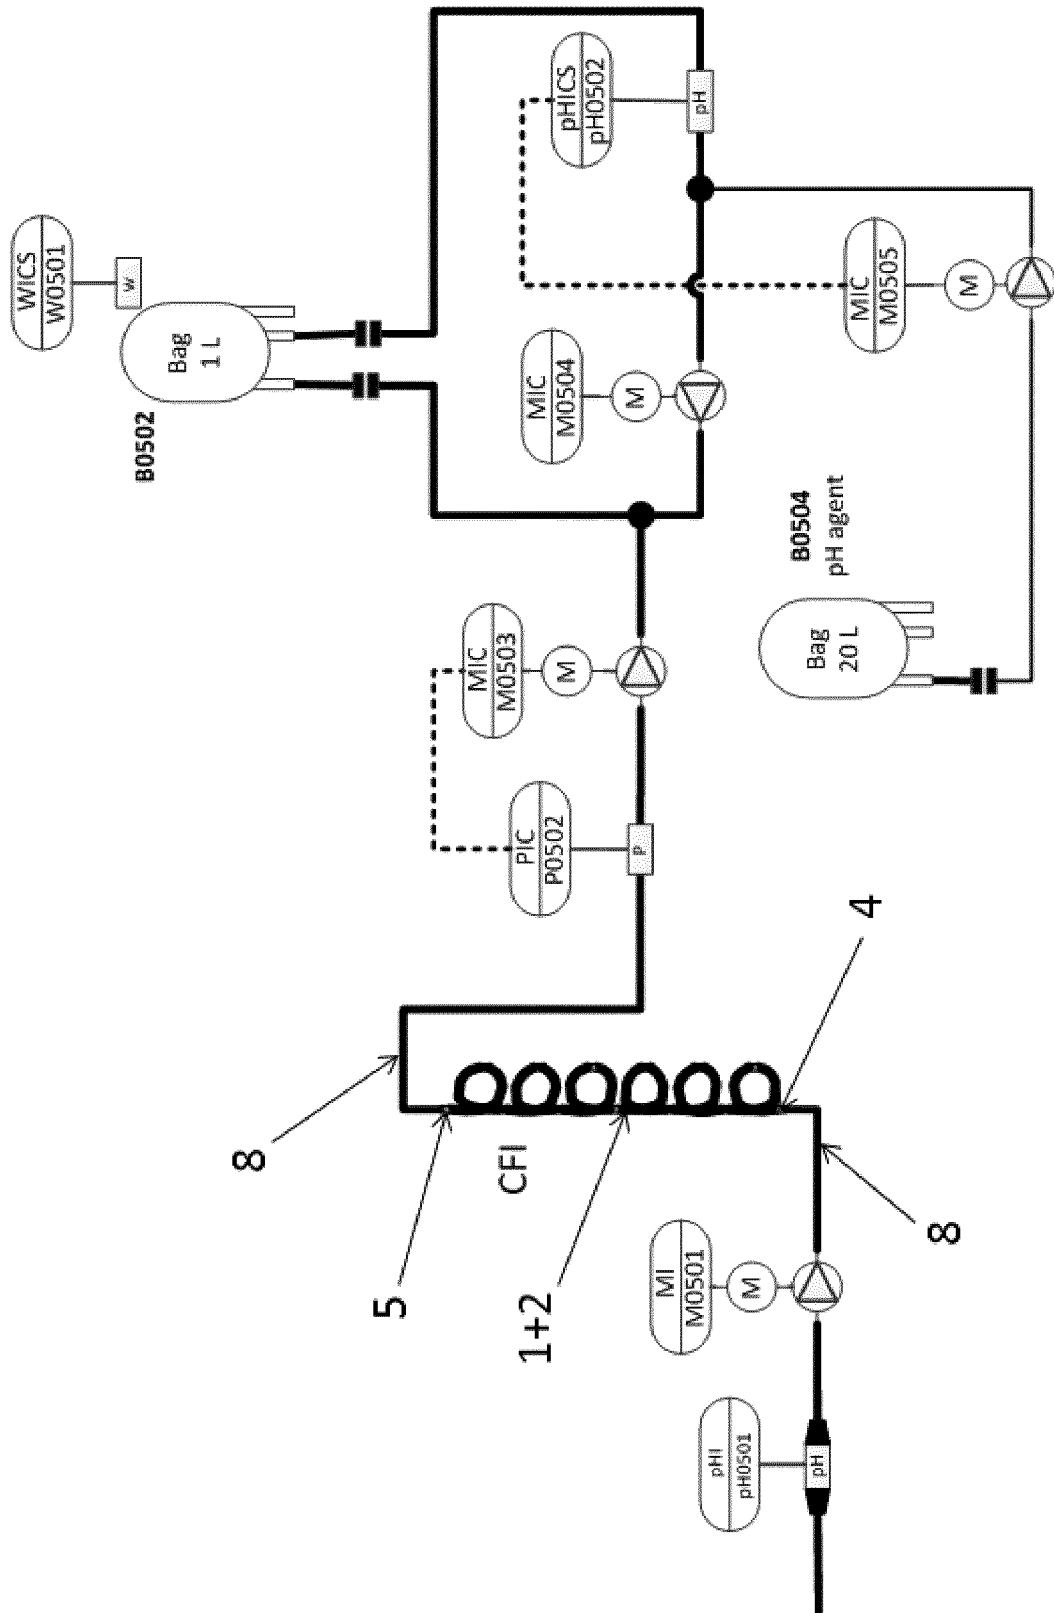 WICS
W0501
W
Bag
1 L
B0502
pHICS
pH0502
pH
MIC
M0504
M
MIC
M0505
M
B0504
pH agent
Bag
20 L
MIC
M0503
M
PIC
P0502
P
8
5
CFI
1+2
4
8
MI
M0501
M
pHI
pH0501
pH